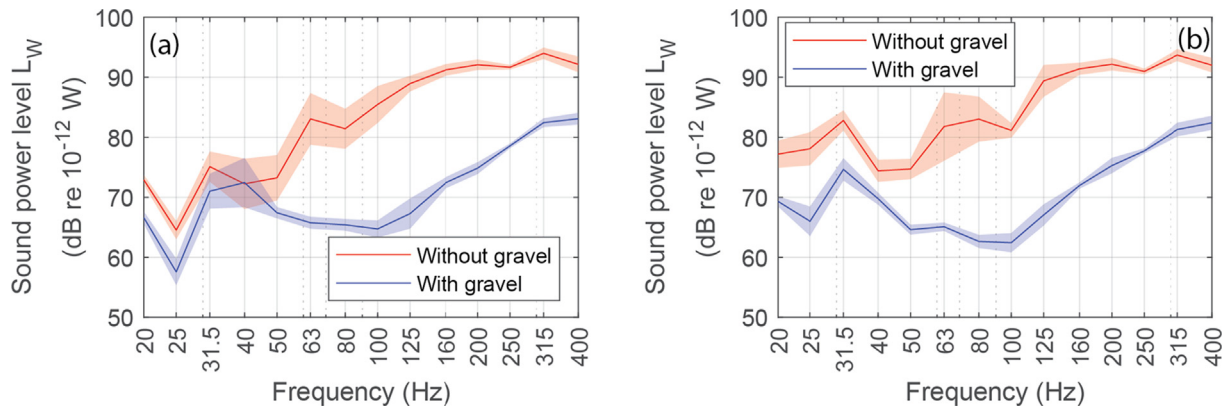 (a)
Sound power level L_W
(dB re 10^-12 W)
100
90
80
70
60
50
Without gravel
With gravel
20 25 31.5 40 50 63 80 100 125 160 200 250 315 400
Frequency (Hz)
(b)
Sound power level L_W
(dB re 10^-12 W)
100
90
80
70
60
50
Without gravel
With gravel
20 25 31.5 40 50 63 80 100 125 160 200 250 315 400
Frequency (Hz)